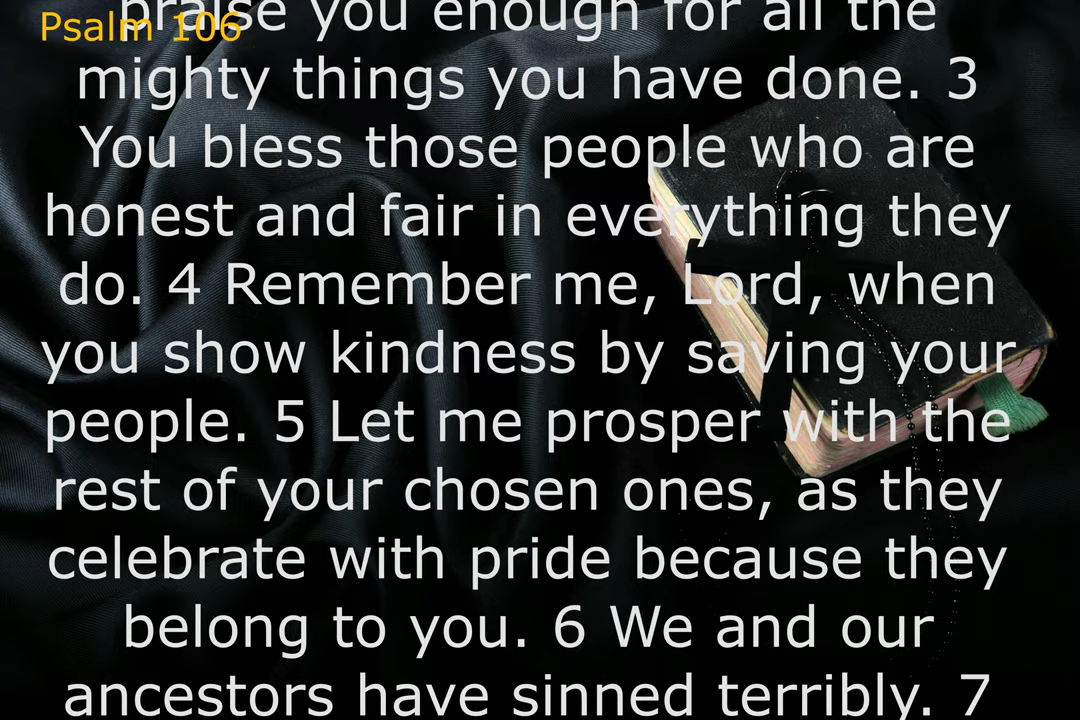 Psalm 106
praise you enough for all the
mighty things you have done. 3
You bless those people who are
honest and fair in everything they
do. 4 Remember me, Lord, when
you show kindness by saving your
people. 5 Let me prosper with the
rest of your chosen ones, as they
celebrate with pride because they
belong to you. 6 We and our
ancestors have sinned terribly. 7